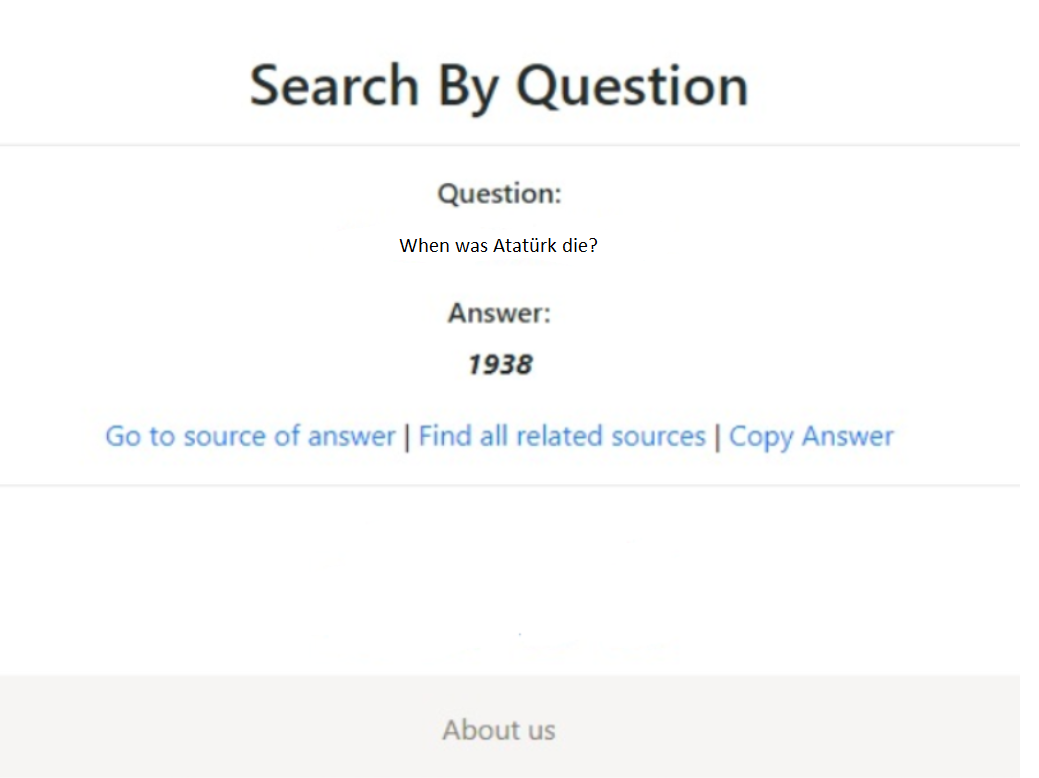 Search By Question
Question:
When was Atatürk die?
Answer:
1938
Go to source of answer | Find all related sources | Copy Answer
About us